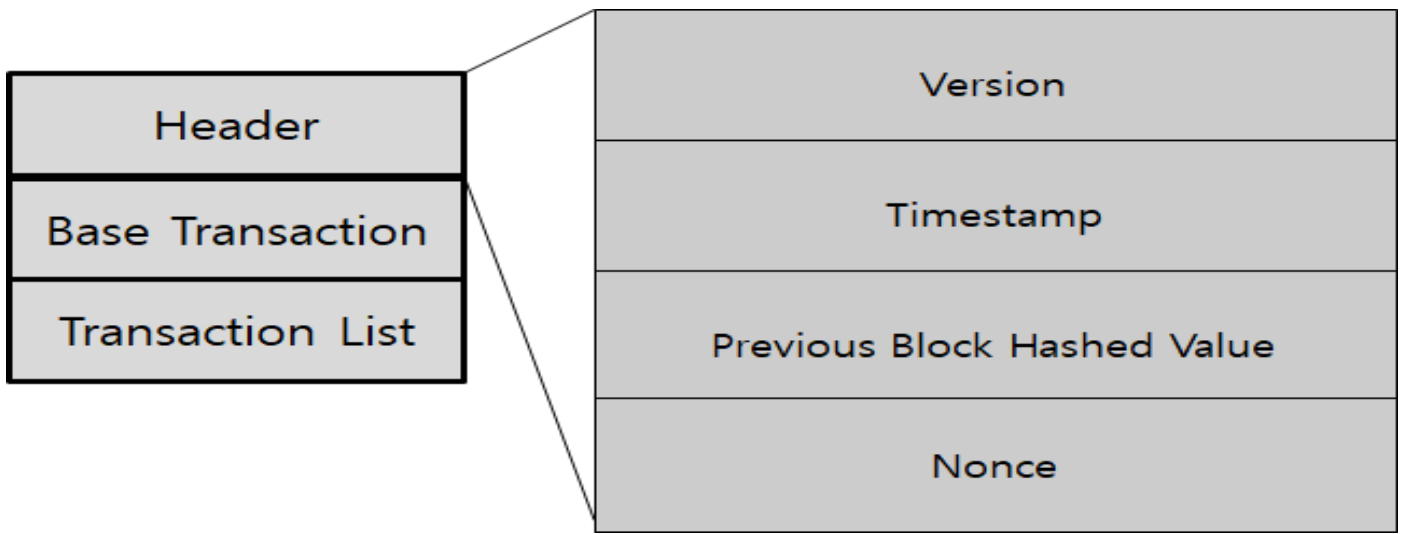 Header
Base Transaction
Transaction List
Version
Timestamp
Previous Block Hashed Value
Nonce